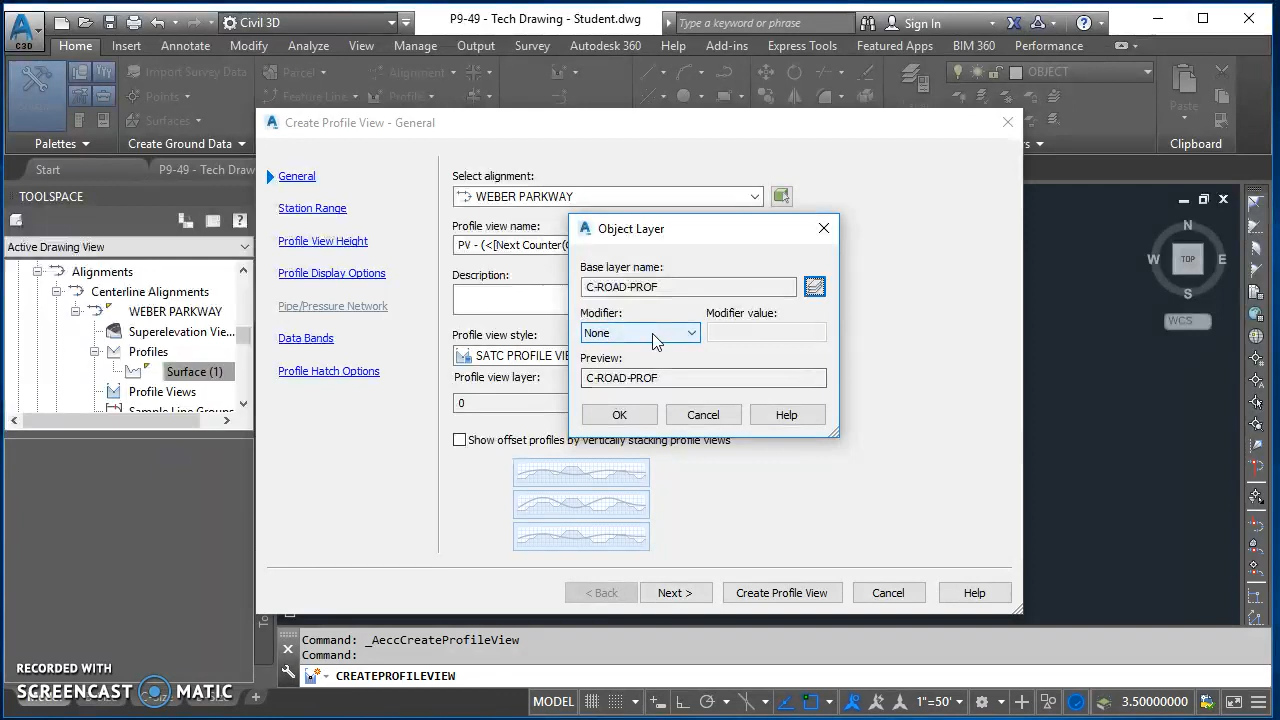 Civil 3D
P9-49 - Tech Drawing - Student.dwg
Type a keyword or phrase
Sign In
C3D
Home
Insert
Annotate
Modify
Analyze
View
Manage
Output
Survey
Autodesk 360
Help
Add-ins
Express Tools
Featured Apps
BIM 360
Performance
Import Survey Data
Points
Surfaces
Parcel
Feature Line
Alignment
Profile
OBJECT
Paste
Palettes
Create Ground Data
Clipboard
Start
P9-49 - Tech Draw
TOOLSPACE
Active Drawing View
Alignments
Centerline Alignments
WEBER PARKWAY
Superelevation Vie...
Profiles
Surface (1)
Profile Views
Sample Line Groups
Create Profile View - General
General
Station Range
Profile View Height
Profile Display Options
Pipe/Pressure Network
Data Bands
Profile Hatch Options
Select alignment:
WEBER PARKWAY
Profile view name:
PV - (<[Next Counter(
Description:
Profile view style:
SATC PROFILE VIE
Profile view layer:
0
Show offset profiles by vertically stacking profile views
< Back
Next >
Create Profile View
Cancel
Help
Object Layer
Base layer name:
C-ROAD-PROF
Modifier:
Modifier value:
None
Preview:
C-ROAD-PROF
OK
Cancel
Help
N
W
TOP
E
S
WCS
Command: _AeccCreateProfileView
Command:
CREATEPROFILEVIEW
RECORDED WITH
SCREENCAST MATIC
MODEL
1"=50'
3.50000000